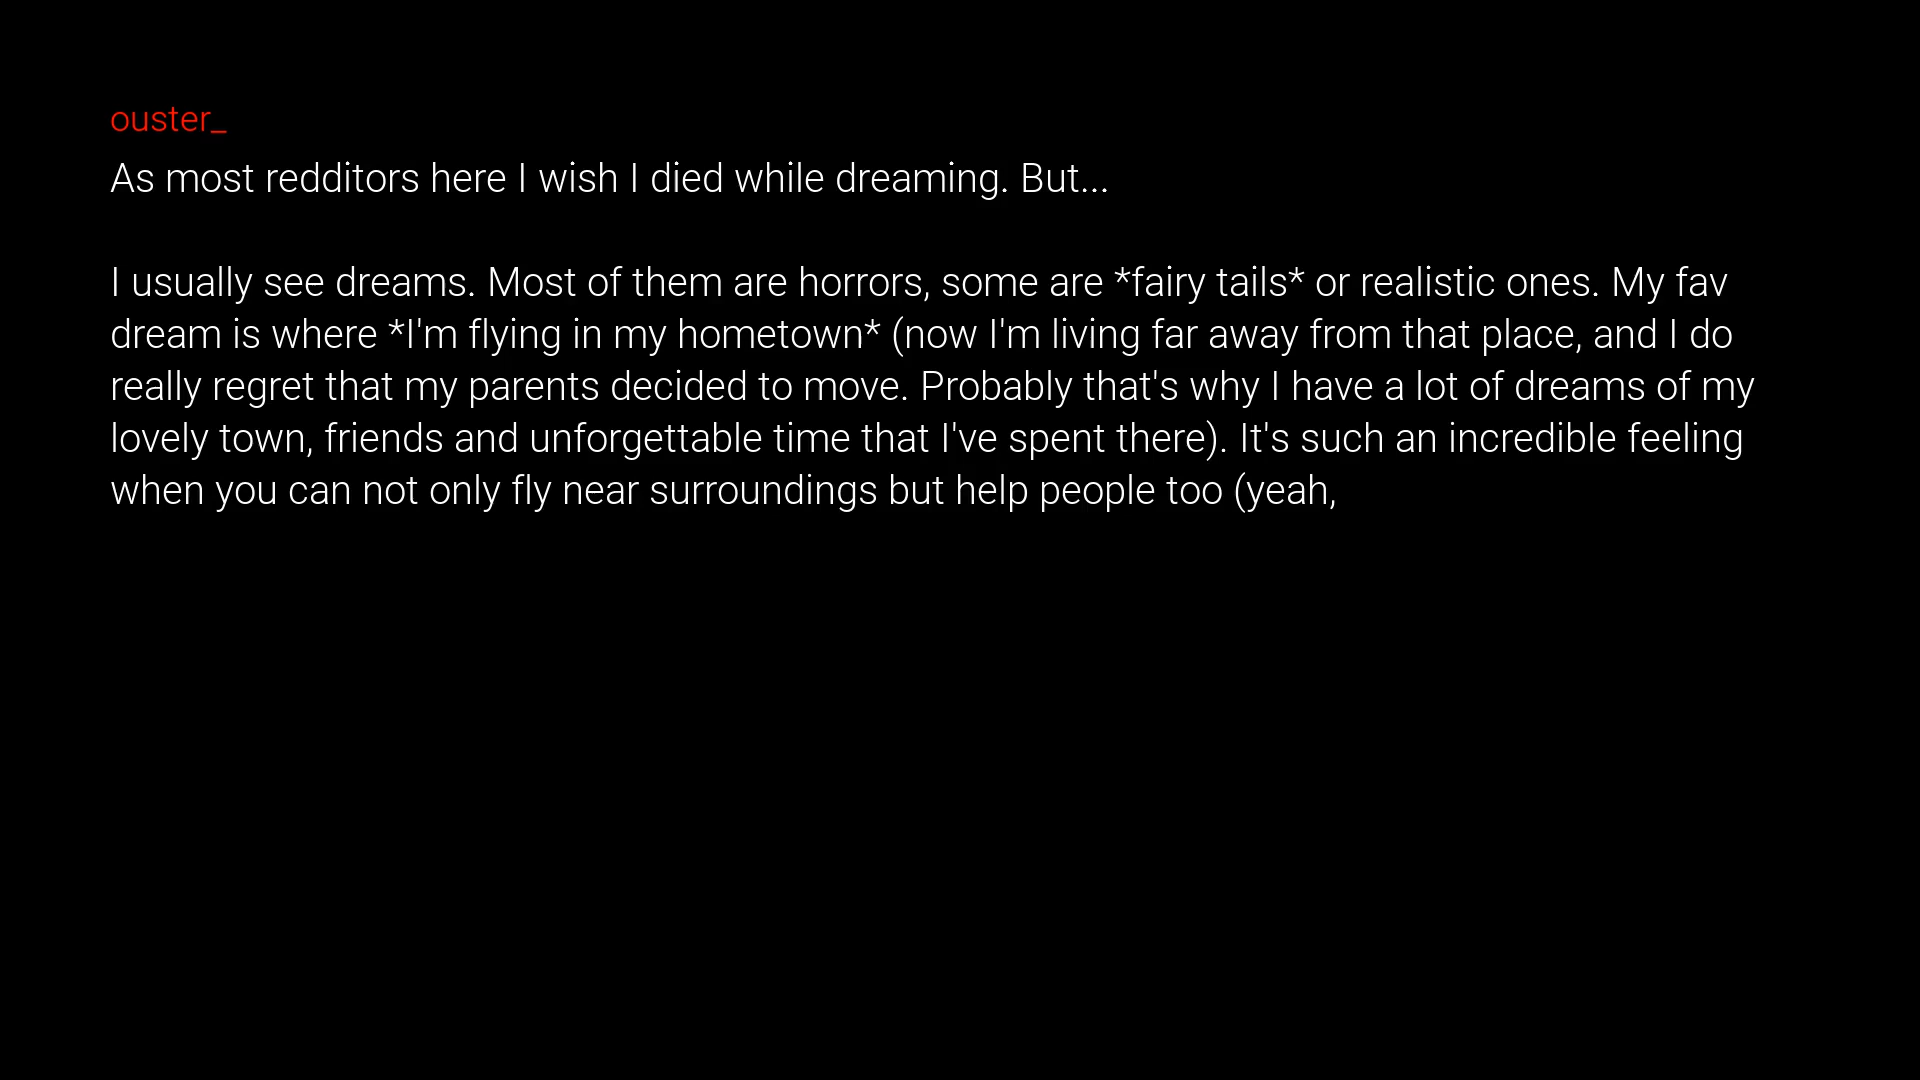 ouster_
As most redditors here I wish I died while dreaming. But...
I usually see dreams. Most of them are horrors, some are *fairy tails* or realistic ones. My fav
dream is where *I'm flying in my hometown* (now I'm living far away from that place, and I do
really regret that my parents decided to move. Probably that's why I have a lot of dreams of my
lovely town, friends and unforgettable time that I've spent there). It's such an incredible feeling
when you can not only fly near surroundings but help people too (yeah,